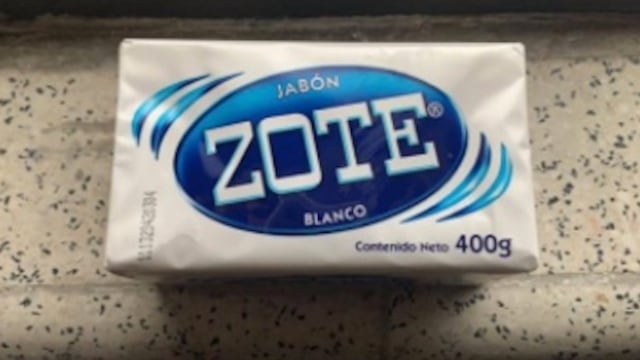 JABÓN
ZOTE®
BLANCO
Contenido Neto 400g